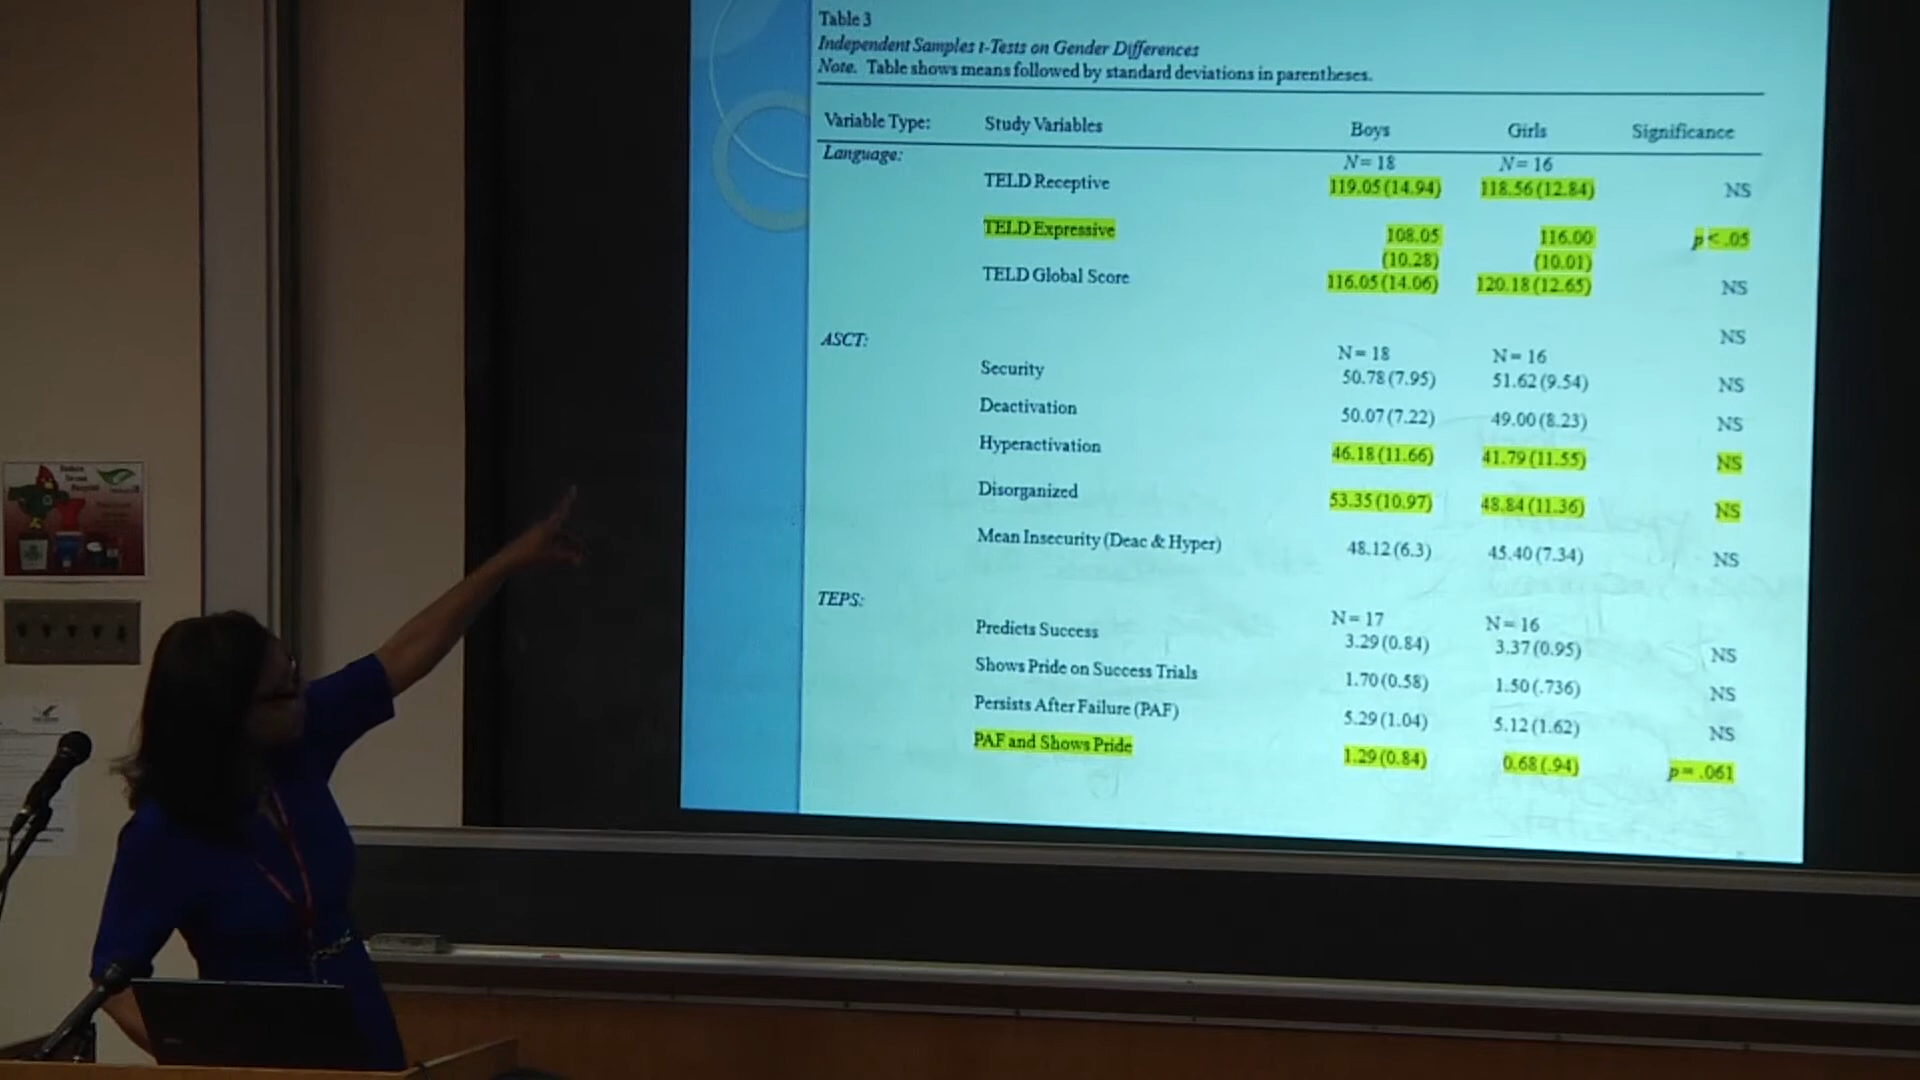 Table 3
Independent Samples t-Tests on Gender Differences
Note. Table shows means followed by standard deviations in parentheses.
Variable Type: Study Variables Boys Girls Significance
Language: N= 18 N= 16
TELD Receptive 119.05 (14.94) 118.56 (12.84) NS
TELD Expressive 108.05 116.00 p < .05
(10.28) (10.01)
TELD Global Score 116.05 (14.06) 120.18 (12.65) NS
NS
ASCT: N= 18 N= 16
Security 50.78 (7.95) 51.62 (9.54) NS
Deactivation 50.07 (7.22) 49.00 (8.23) NS
Hyperactivation 46.18 (11.66) 41.79 (11.55) NS
Disorganized 53.35 (10.97) 48.84 (11.36) NS
Mean Insecurity (Deac & Hyper) 48.12 (6.3) 45.40 (7.34) NS
TEPS: N= 17 N= 16
Predicts Success 3.29 (0.84) 3.37 (0.95) NS
Shows Pride on Success Trials 1.70 (0.58) 1.50 (.736) NS
Persists After Failure (PAF) 5.29 (1.04) 5.12 (1.62) NS
PAF and Shows Pride 1.29 (0.84) 0.68 (.94) p= .061